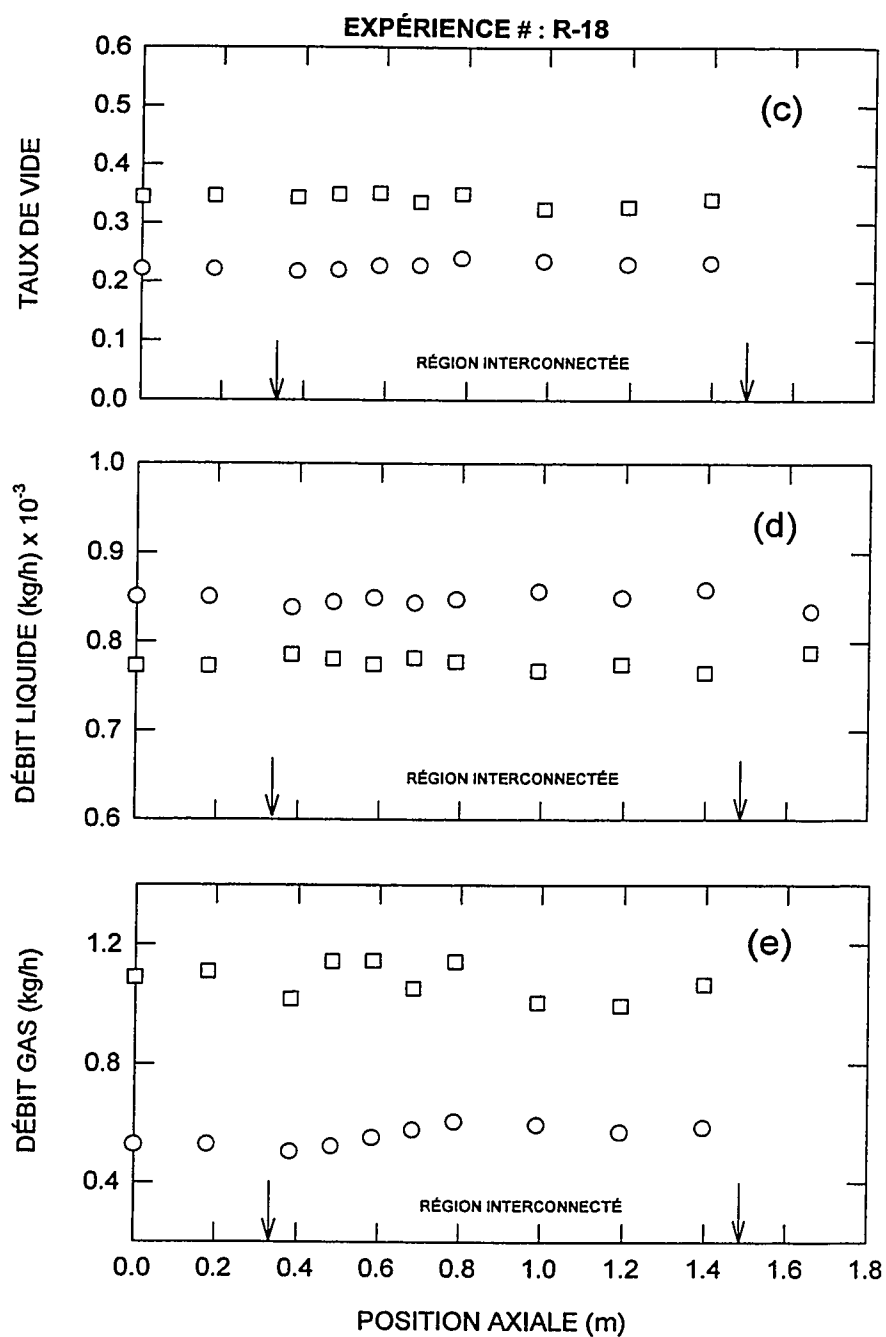 EXPÉRIENCE # : R-18
0.6
0.5
0.4
0.3
0.2
0.1
0.0
TAUX DE VIDE
(c)
RÉGION INTERCONNECTÉE
1.0
0.9
0.8
0.7
0.6
DÉBIT LIQUIDE (kg/h) x 10⁻³
(d)
RÉGION INTERCONNECTÉE
1.2
0.8
0.4
DÉBIT GAS (kg/h)
(e)
RÉGION INTERCONNECTÉ
0.0 0.2 0.4 0.6 0.8 1.0 1.2 1.4 1.6 1.8
POSITION AXIALE (m)